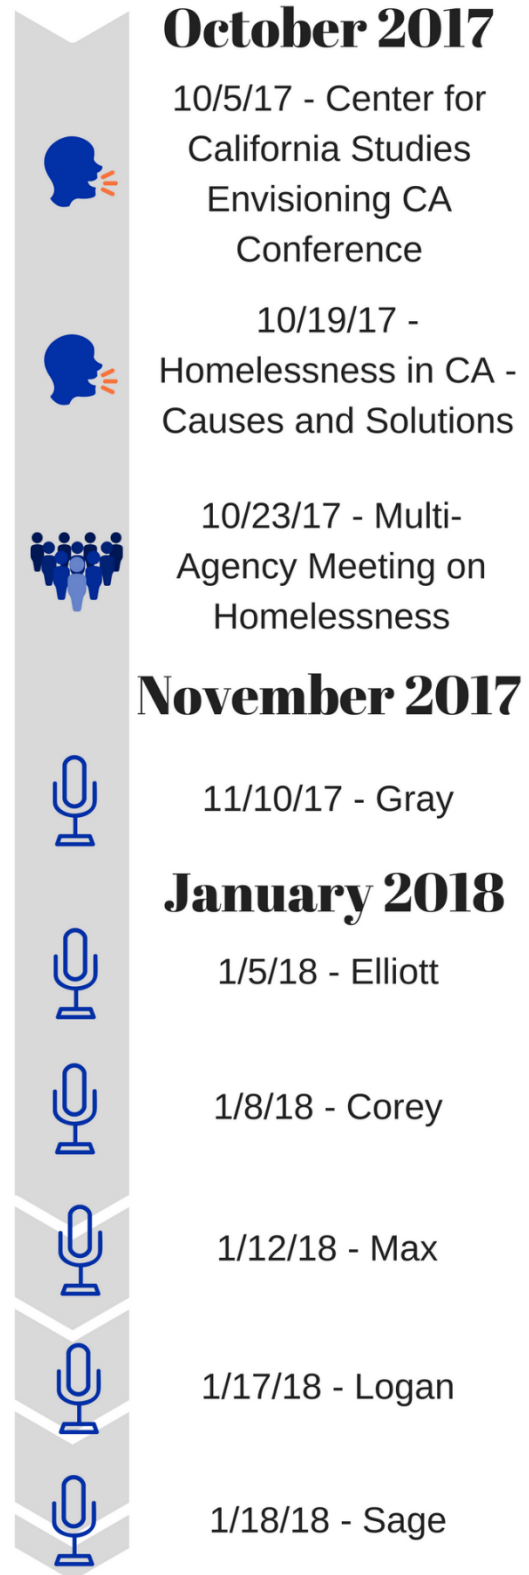 October 2017
10/5/17 - Center for
California Studies
Envisioning CA
Conference
10/19/17 -
Homelessness in CA -
Causes and Solutions
10/23/17 - Multi-
Agency Meeting on
Homelessness
November 2017
11/10/17 - Gray
January 2018
1/5/18 - Elliott
1/8/18 - Corey
1/12/18 - Max
1/17/18 - Logan
1/18/18 - Sage